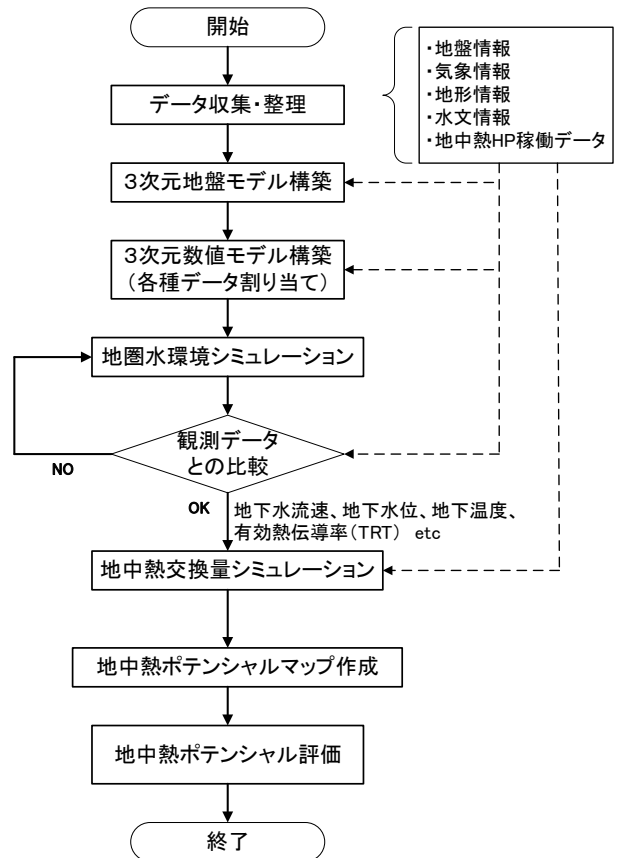 開始
・地盤情報
・気象情報
・地形情報
・水文情報
・地中熱HP稼働データ
データ収集・整理
3次元地盤モデル構築
3次元数値モデル構築
（各種データ割り当て）
地圏水環境シミュレーション
観測データ
との比較
NO
OK
地下水流速、地下水位、地下温度、
有効熱伝導率（TRT） etc
地中熱交換量シミュレーション
地中熱ポテンシャルマップ作成
地中熱ポテンシャル評価
終了